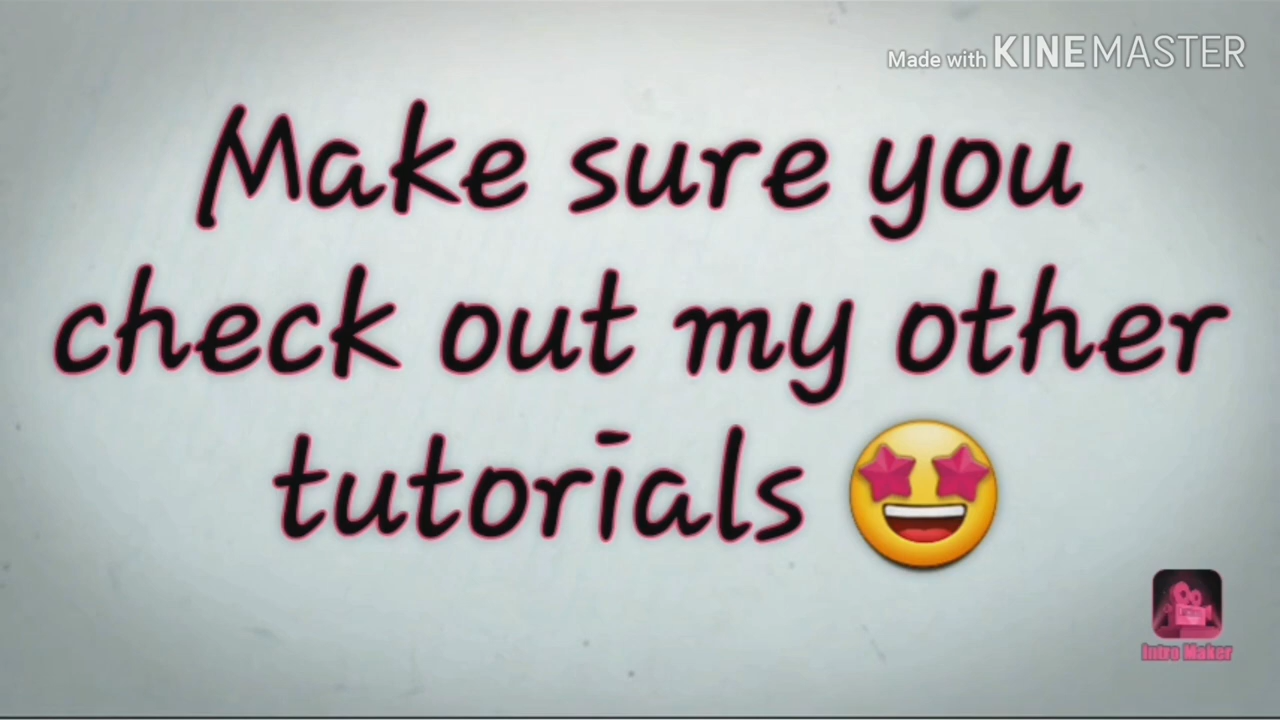 Made with KINEMASTER
Make sure you
check out my other
tutorials 🤩
Intro Maker